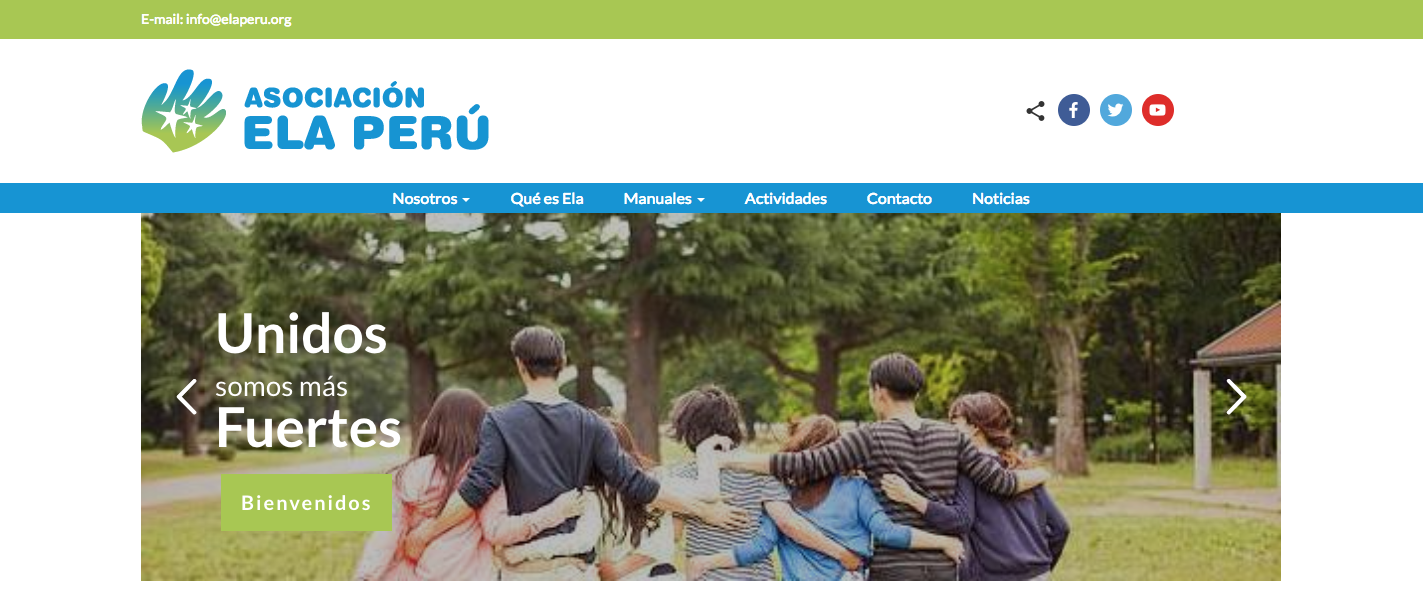 E-mail: info@elaperu.org
ASOCIACIÓN
ELA PERÚ
Nosotros Qué es Ela Manuales Actividades Contacto Noticias
Unidos
somos más
Fuertes
Bienvenidos